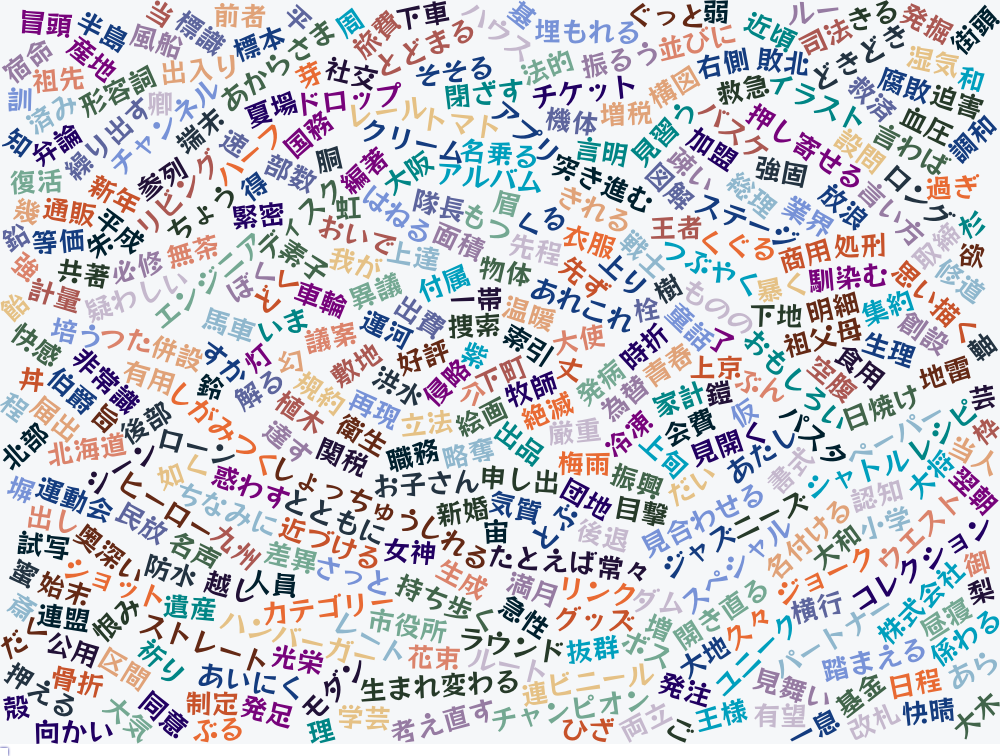 冒頭
半島
風船
当
標識
前者
標本
平
周
旅費
下車
とどまる
ハウス
基
埋もれる
ぐっと
弱
近頃
ルー
司法
きる
発掘
街頭
宿命
産地
祖先
形容詞
出入り
あからさま
芽
社交
そそる
閉ざす
法的
振るう
並びに
チケット
右側
敗北
どきどき
湿気
和
訓
済み
卿
チャンネル
繰り出す
夏場
ドロップ
レール
トマト
アプリ
機体
増税
構図
救急
イラスト
救済
腐敗
迫害
血圧
調和
知
弁論
端末
速
ハーフ
国務
クリーム
名乗る
アルバム
言明
見習う
バスケ
加盟
押し寄せる
設問
言わば
復活
新年
参列
リビング
ちょう
得
部数
胴
編著
大阪
突き進む
図解
強固
総理
業界
放浪
言い方
ロング
過ぎ
幾
通販
平成
朱
緊密
ディスク
虹
はねる
隊長
もつ
眉
くる
きれる
ステージ
王者
くぐる
商用
処刑
取締
杉
欲
鉛
等価
無茶
素子
おいで
面積
先程
衣服
戦士
つぶやく
暴く
馴染む
思い描く
修道
強
共著
必修
疑わしい
エンジニア
ぼくし
と
車輪
我が
上達
異議
付属
物体
先ず
上り
樹
ものの
下地
明細
集約
創設
飴
計量
馬車
いま
議案
運河
出費
一帯
捜索
温暖
あれこれ
栓
童話
了
祖父母
生理
軸
快感
培う
つた
併設
すか
灯
幻
敷地
好評
柴
索引
大使
時折
青春
上京
おもしろい
空腹
食用
地雷
丼
伯爵
非常識
有用
鈴
解る
規約
洪水
侵略
下町
牧師
丈
発病
為替
家計
鎧
ぶん
日焼け
芸
程
届出
旨
後部
しがみつく
植木
再現
立法
絵画
絶滅
冷凍
会費
仮
パスタ
ペーパー
レシピ
枠
北部
北海道
ローン
達す
衛生
関税
職務
略奪
出品
厳重
上旬
見開く
あたし
シャトル
大将
当人
シーン
如く
惑わす
しょっちゅう
お子さん
申し出
梅雨
振興
だい
書式
認知
翌朝
塀
運動会
ヒーロー
ちなみに
とともに
新婚
気質
団地
目撃
見合わせる
ニーズ
小学
ウエスト
出し
民放
九州
近づける
しれる
宙
後退
ジャズ
スペシャル
名付ける
大和
試写
奥深い
名声
差異
女神
たとえば
常々
ジョーク
コレクション
蜜
始末
ショット
防水
越し
人員
さっと
持ち歩く
生成
満月
リンク
ダム
開き直る
久々
横行
株式会社
御
梨
斎
連盟
恨み
遺産
カテゴリー
市役所
急性
グッズ
増
大地
ユニーク
パートナー
昼寝
だく
公用
区間
ストレート
ハンバーガー
レート
花束
ラウンド
ルート
抜群
ボス
踏まえる
係わる
押える
骨折
祈り
光栄
モダン
生まれ変わる
連
ビニール
発注
見舞い
基金
日程
あら
殻
向かい
大気
同意
制定
ぶる
あいにく
発足
理
学芸
考え直す
チャンピオン
ひざ
両立
ご
王様
有望
一息
改札
快晴
大木